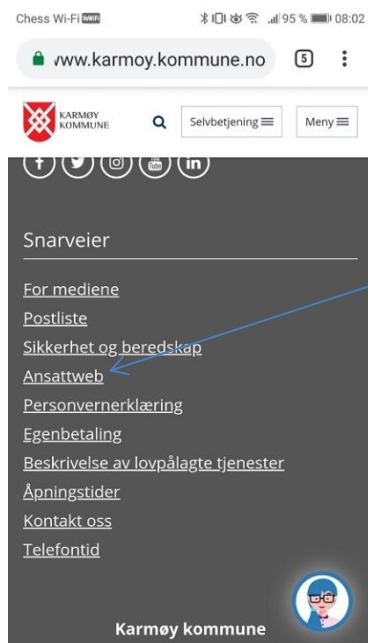 Chess Wi-Fi WiFi 95 % 08:02
www.karmoy.kommune.no 5
KARMØY
KOMMUNE
Selvbetjening Meny
Snarveier
For mediene
Postliste
Sikkerhet og beredskap
Ansattweb
Personvernerklæring
Egenbetaling
Beskrivelse av lovpålagte tjenester
Åpningstider
Kontakt oss
Telefontid
Karmøy kommune